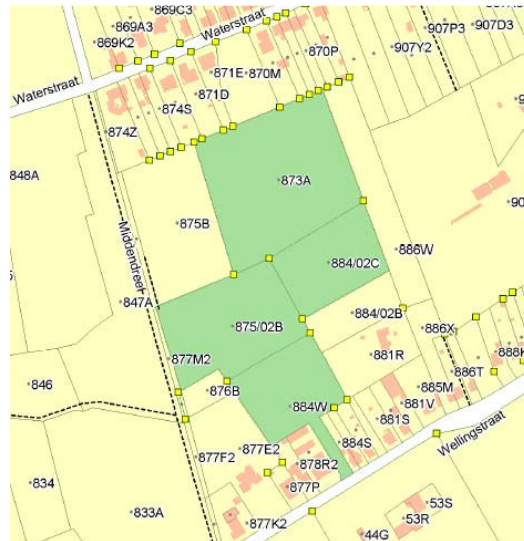 869C3
869A3
869K2
Waterstraat
870P
907P3
907D3
907Y2
Waterstraat
871E
870M
871D
874S
874Z
848A
873A
875B
Middendreef
884/02C
886W
847A
875/02B
884/02B
886X
877M2
881R
888K
846
876B
886T
885M
884W
881V
881S
877E2
884S
Wellingstraat
877F2
878R2
834
877P
833A
877K2
53S
53R
44G